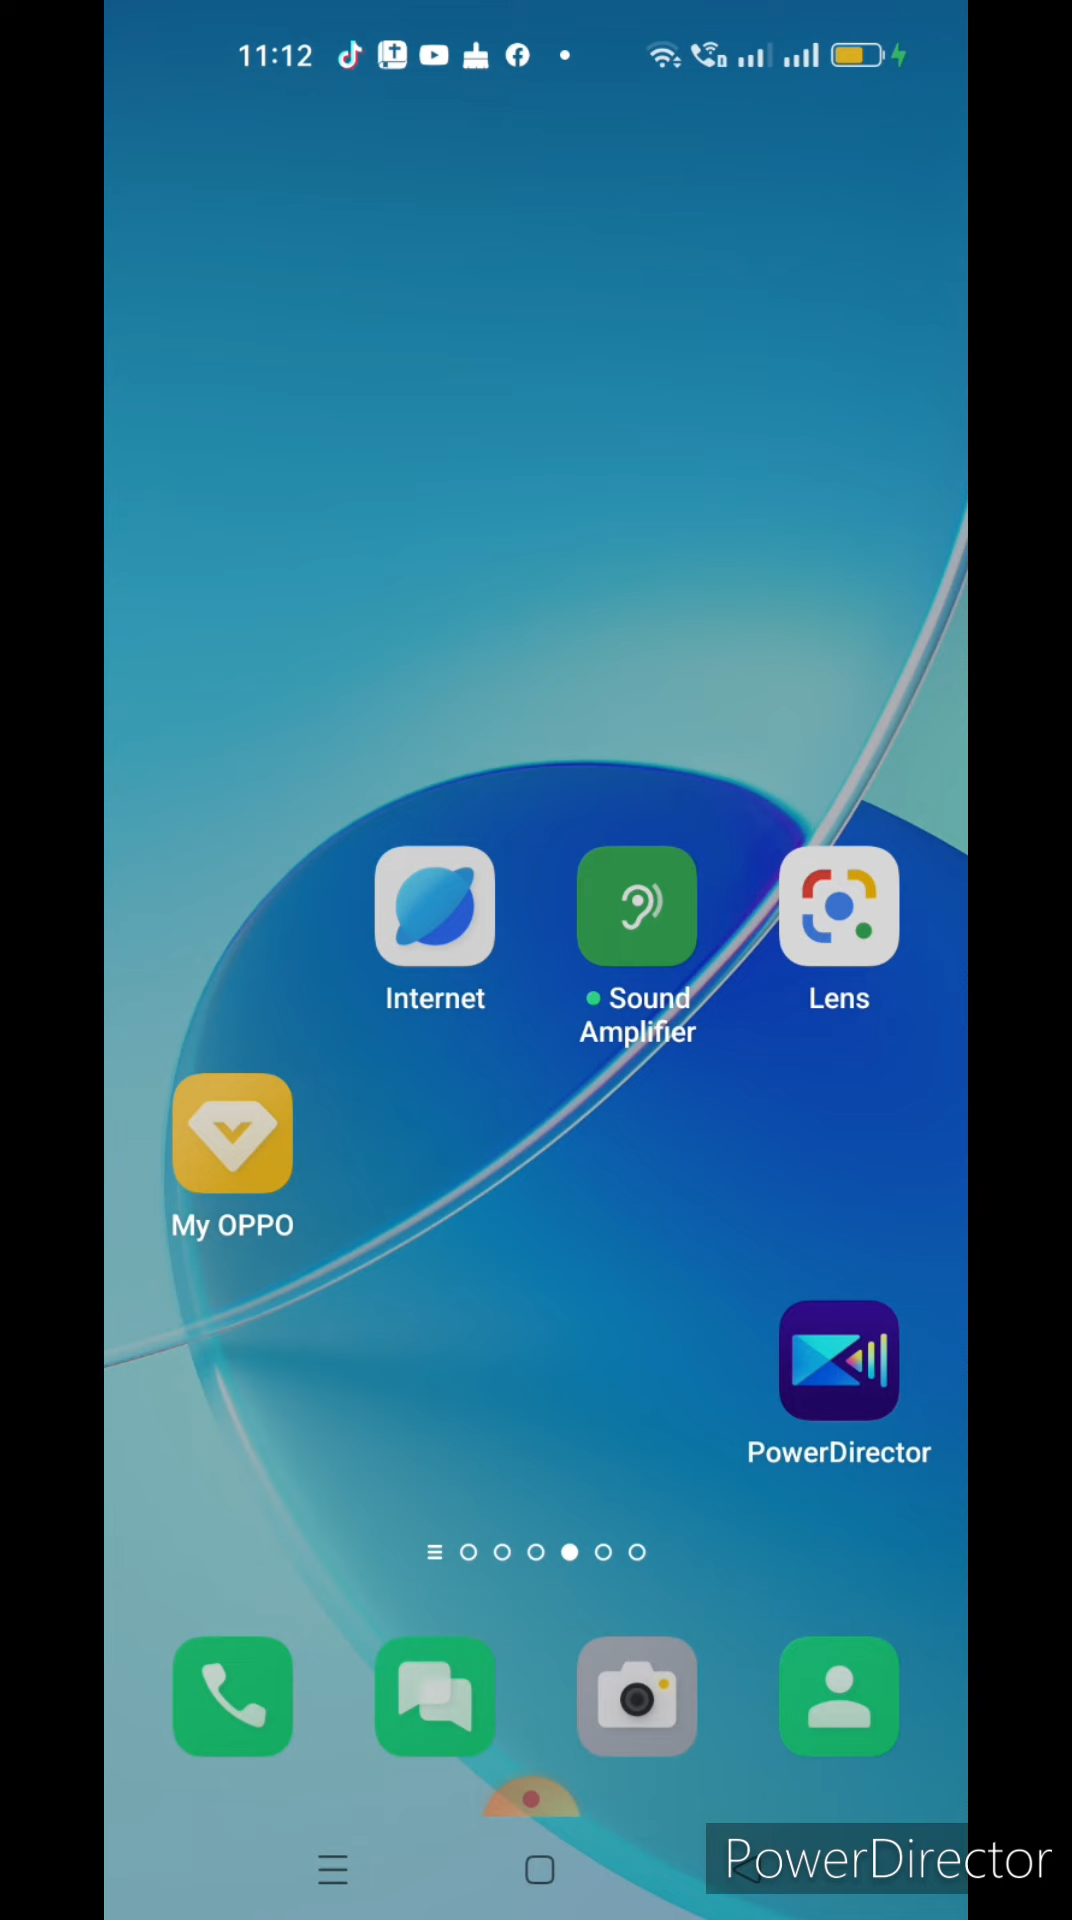 11:12
Internet
Sound
Amplifier
Lens
My OPPO
PowerDirector
PowerDirector